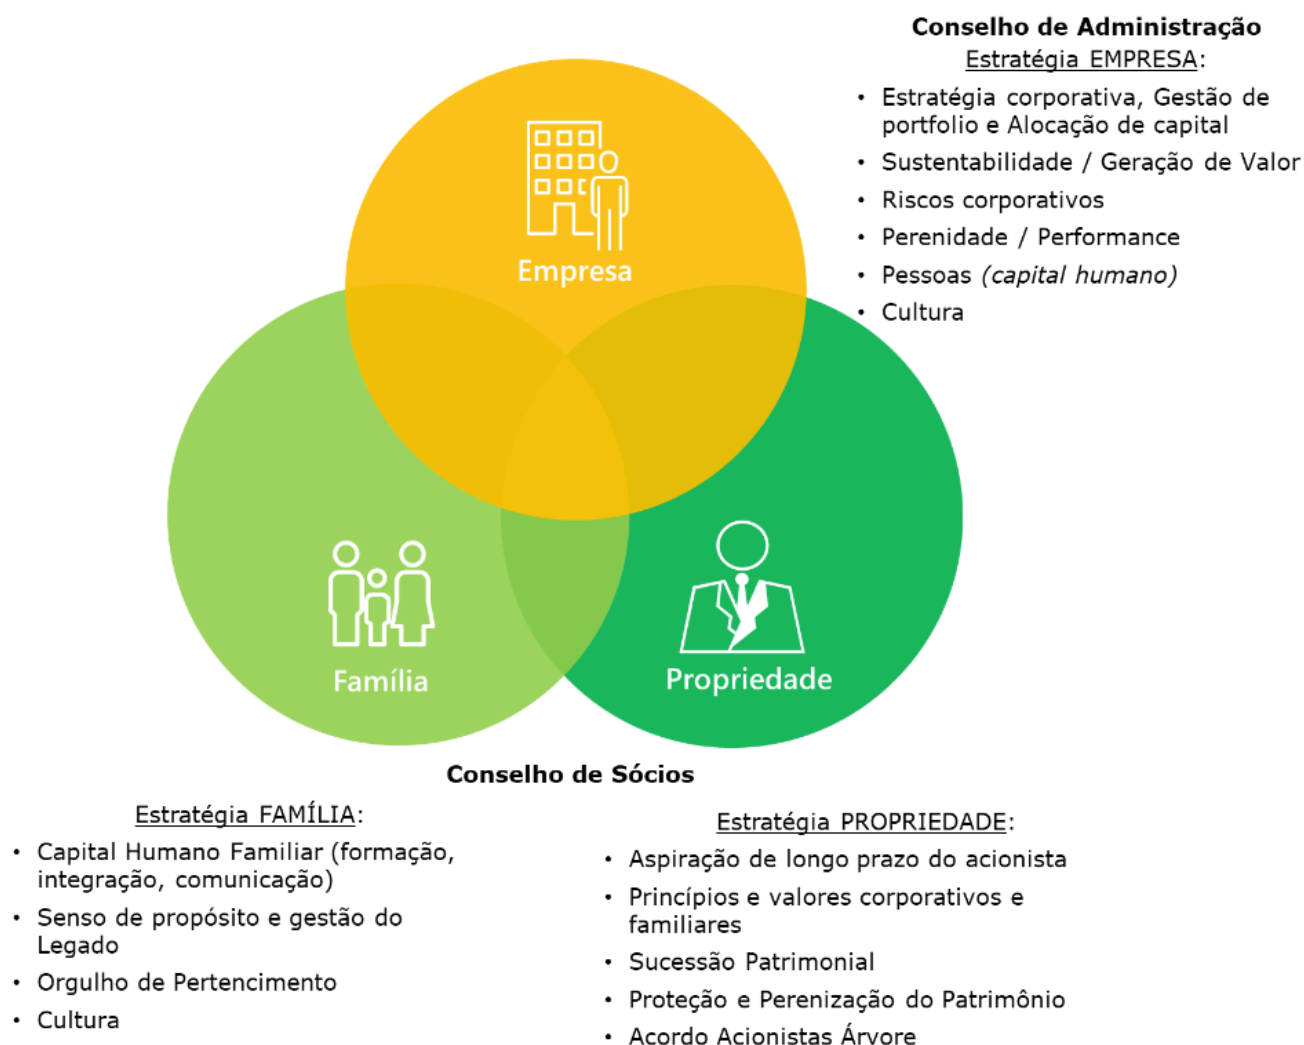 Conselho de Administração
Estratégia EMPRESA:
• Estratégia corporativa, Gestão de
portfolio e Alocação de capital
• Sustentabilidade / Geração de Valor
• Riscos corporativos
• Perenidade / Performance
• Pessoas (capital humano)
• Cultura
Empresa
Família
Propriedade
Conselho de Sócios
Estratégia FAMÍLIA:
• Capital Humano Familiar (formação,
integração, comunicação)
• Senso de propósito e gestão do
Legado
• Orgulho de Pertencimento
• Cultura
Estratégia PROPRIEDADE:
• Aspiração de longo prazo do acionista
• Princípios e valores corporativos e
familiares
• Sucessão Patrimonial
• Proteção e Perenização do Patrimônio
• Acordo Acionistas Árvore